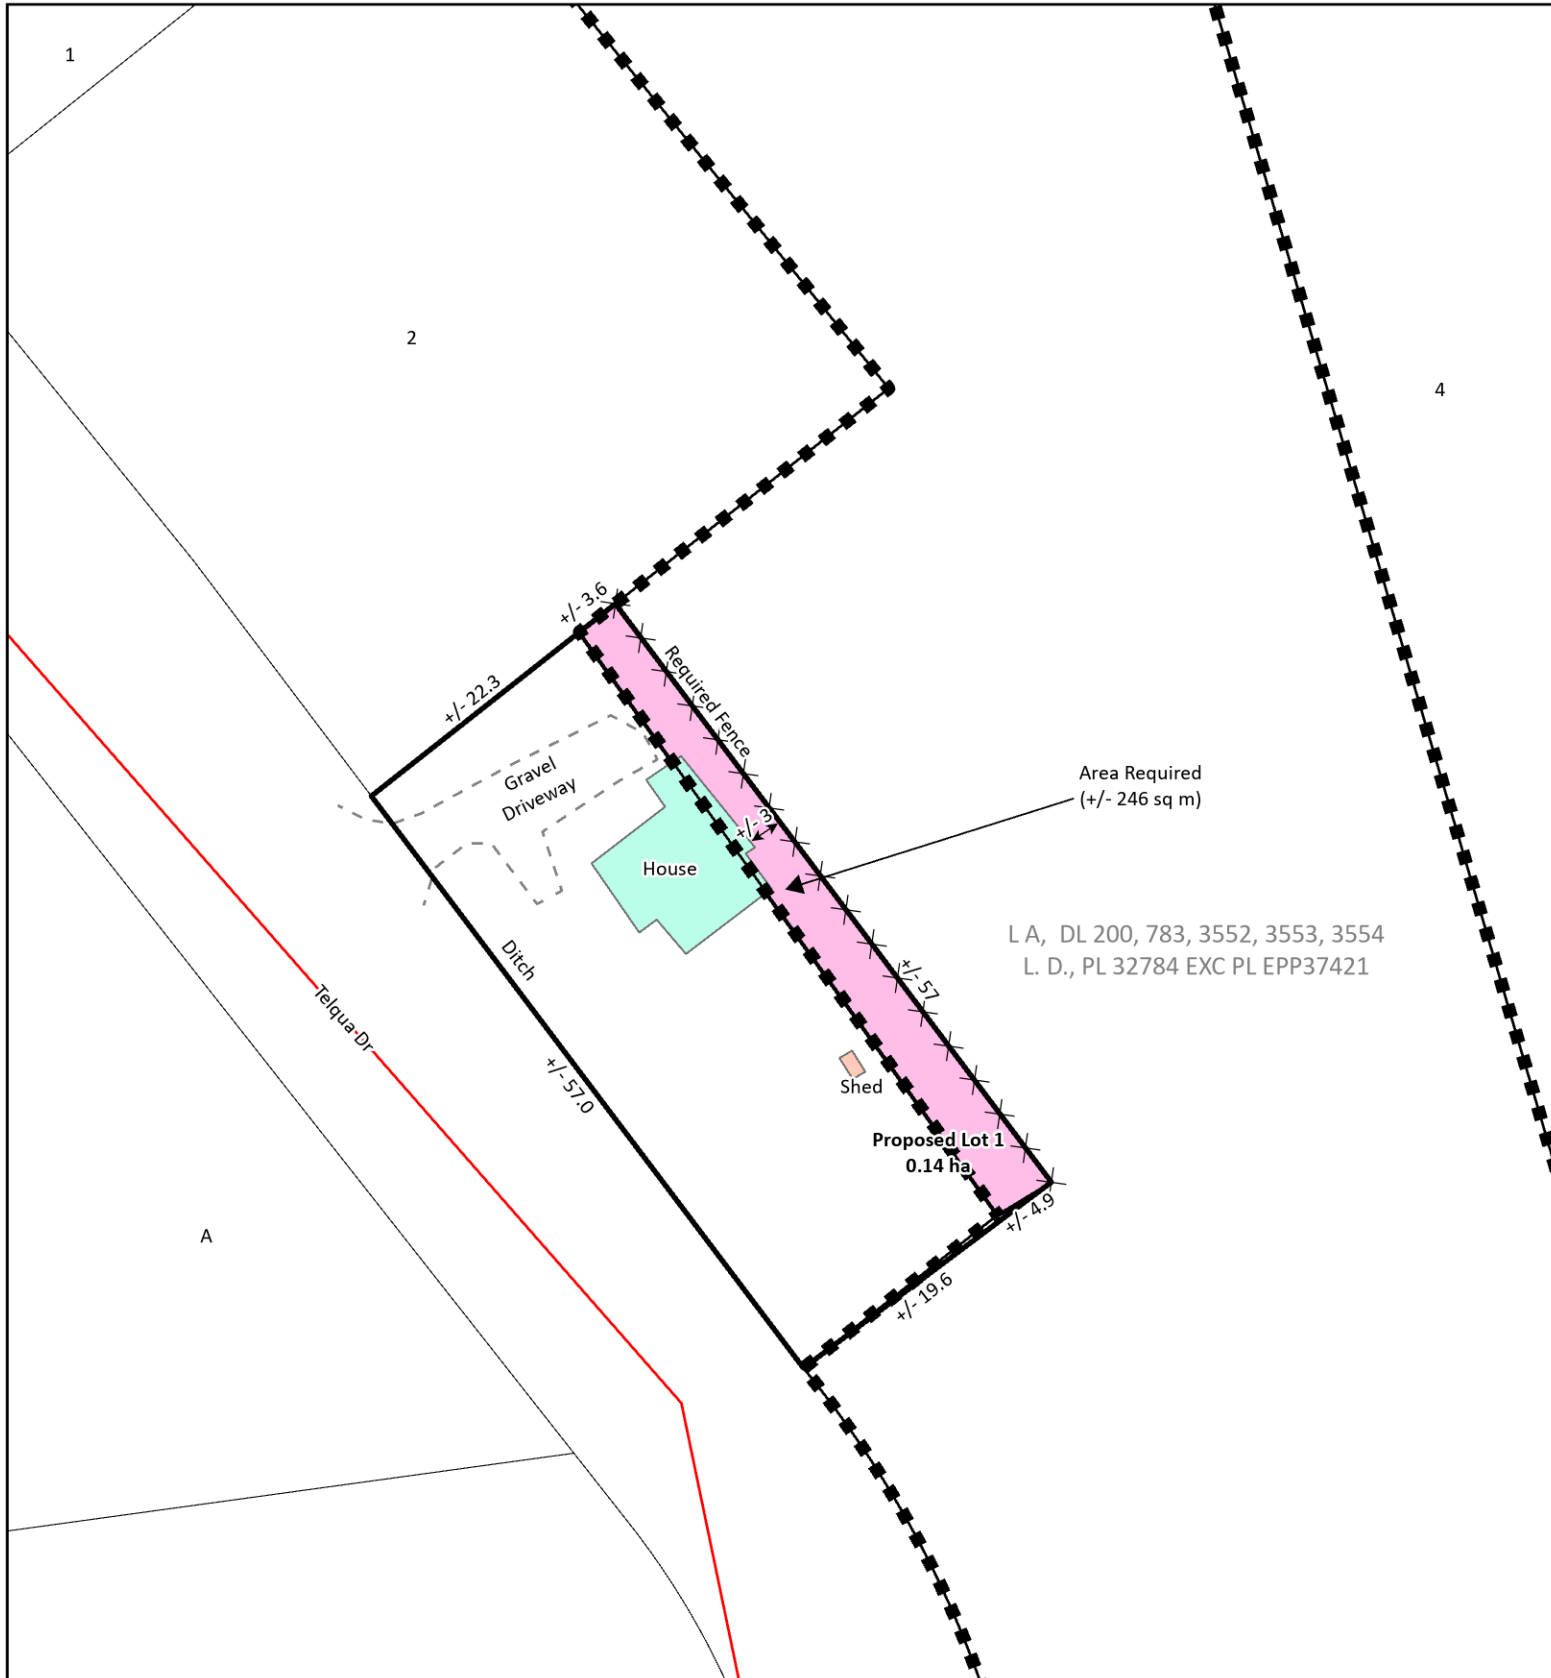 1
2
4
+/- 3.6
+/- 22.3
Required Fence
Gravel
Driveway
Area Required
(+/- 246 sq m)
+/- 3
House
L A,  DL 200, 783, 3552, 3553, 3554
L. D., PL 32784 EXC PL EPP37421
Ditch
+/- 57
Telqua Dr
+/- 57.0
Shed
Proposed Lot 1
0.14 ha
+/- 4.9
A
+/- 19.6